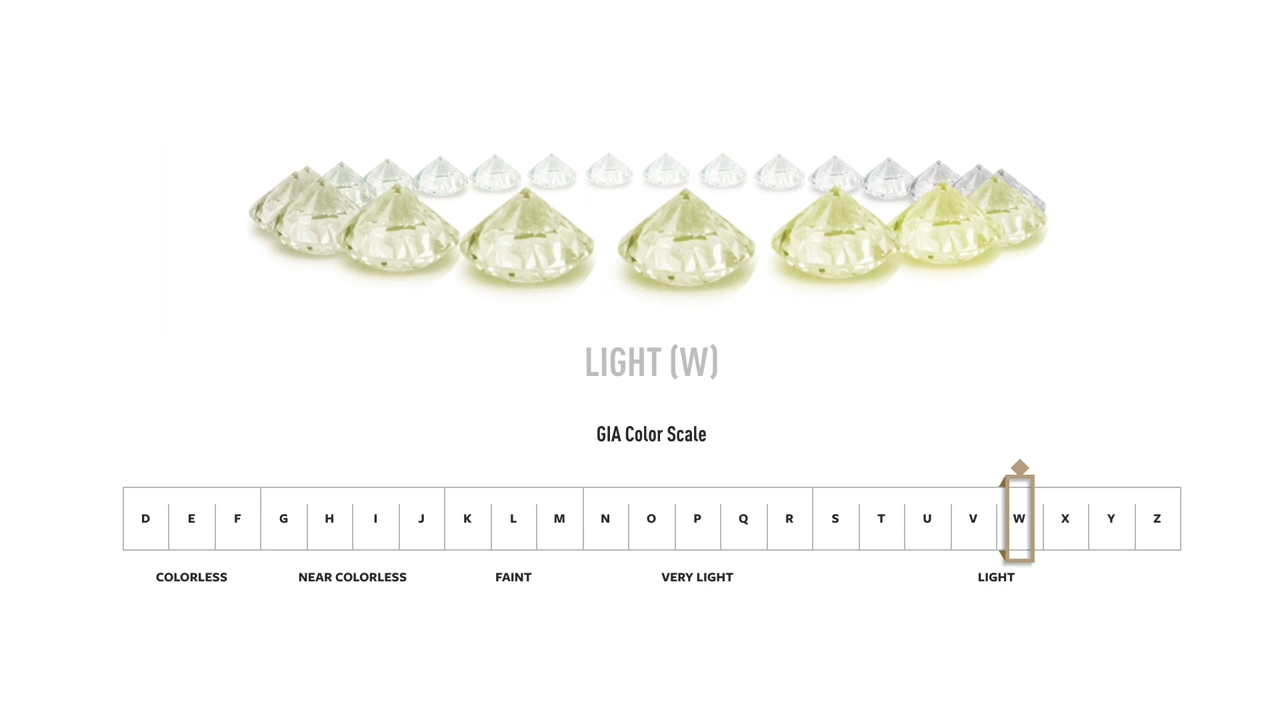 LIGHT (W)
GIA Color Scale
D E F G H I J K L M N O P Q R S T U V W X Y Z
COLORLESS NEAR COLORLESS FAINT VERY LIGHT LIGHT